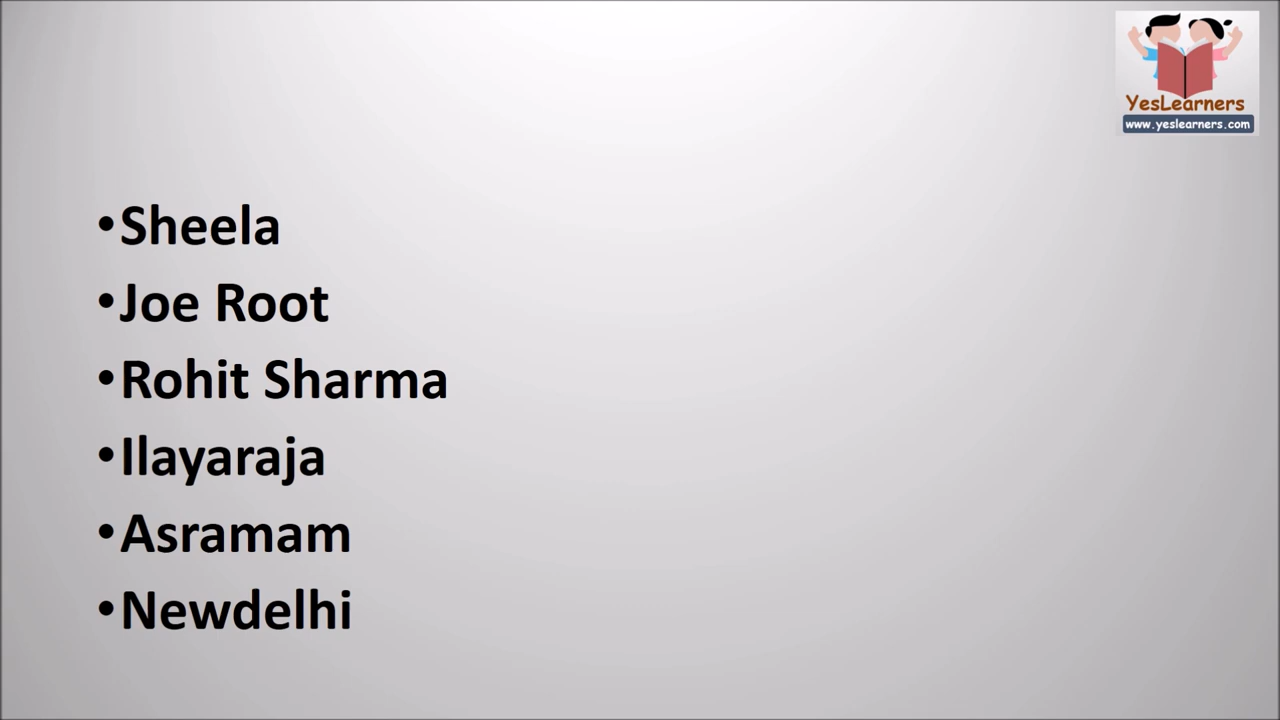 YesLearners
www.yeslearners.com
•Sheela
•Joe Root
•Rohit Sharma
•Ilayaraja
•Asramam
•Newdelhi